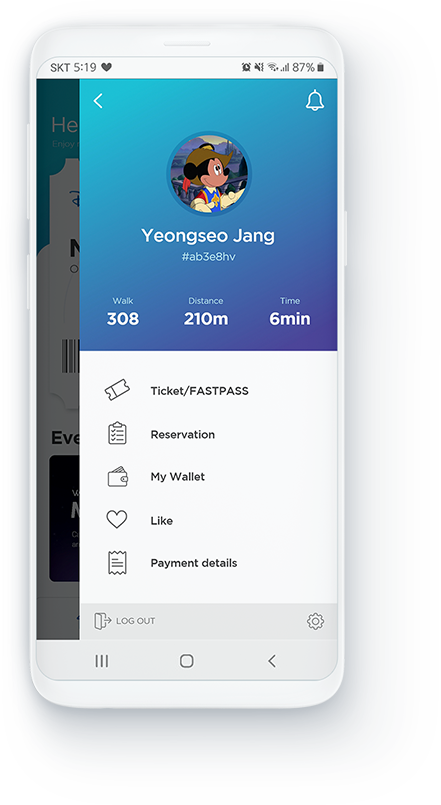 SKT 5:19
87%
He
Enjoy
Yeongseo Jang
#ab3e8hv
Walk
Distance
Time
308
210m
6min
N
O
Ticket/FASTPASS
Reservation
Eve
My Wallet
Like
Payment details
LOG OUT